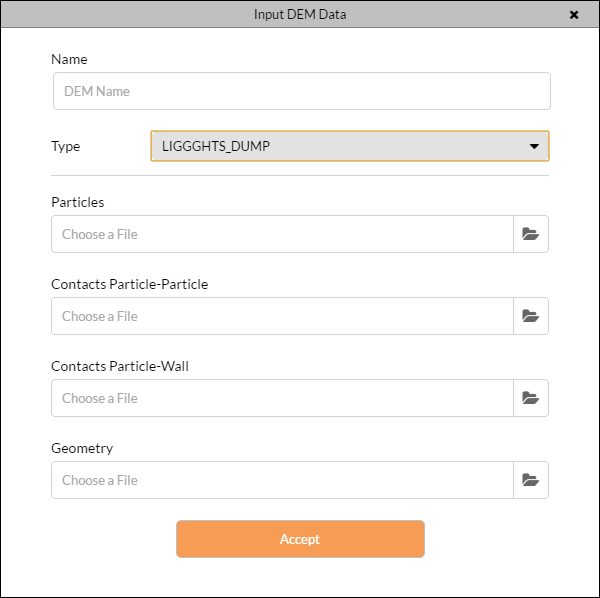 Input DEM Data
Name
DEM Name
Type
LIGGGHTS_DUMP
Particles
Choose a File
Contacts Particle-Particle
Choose a File
Contacts Particle-Wall
Choose a File
Geometry
Choose a File
Accept